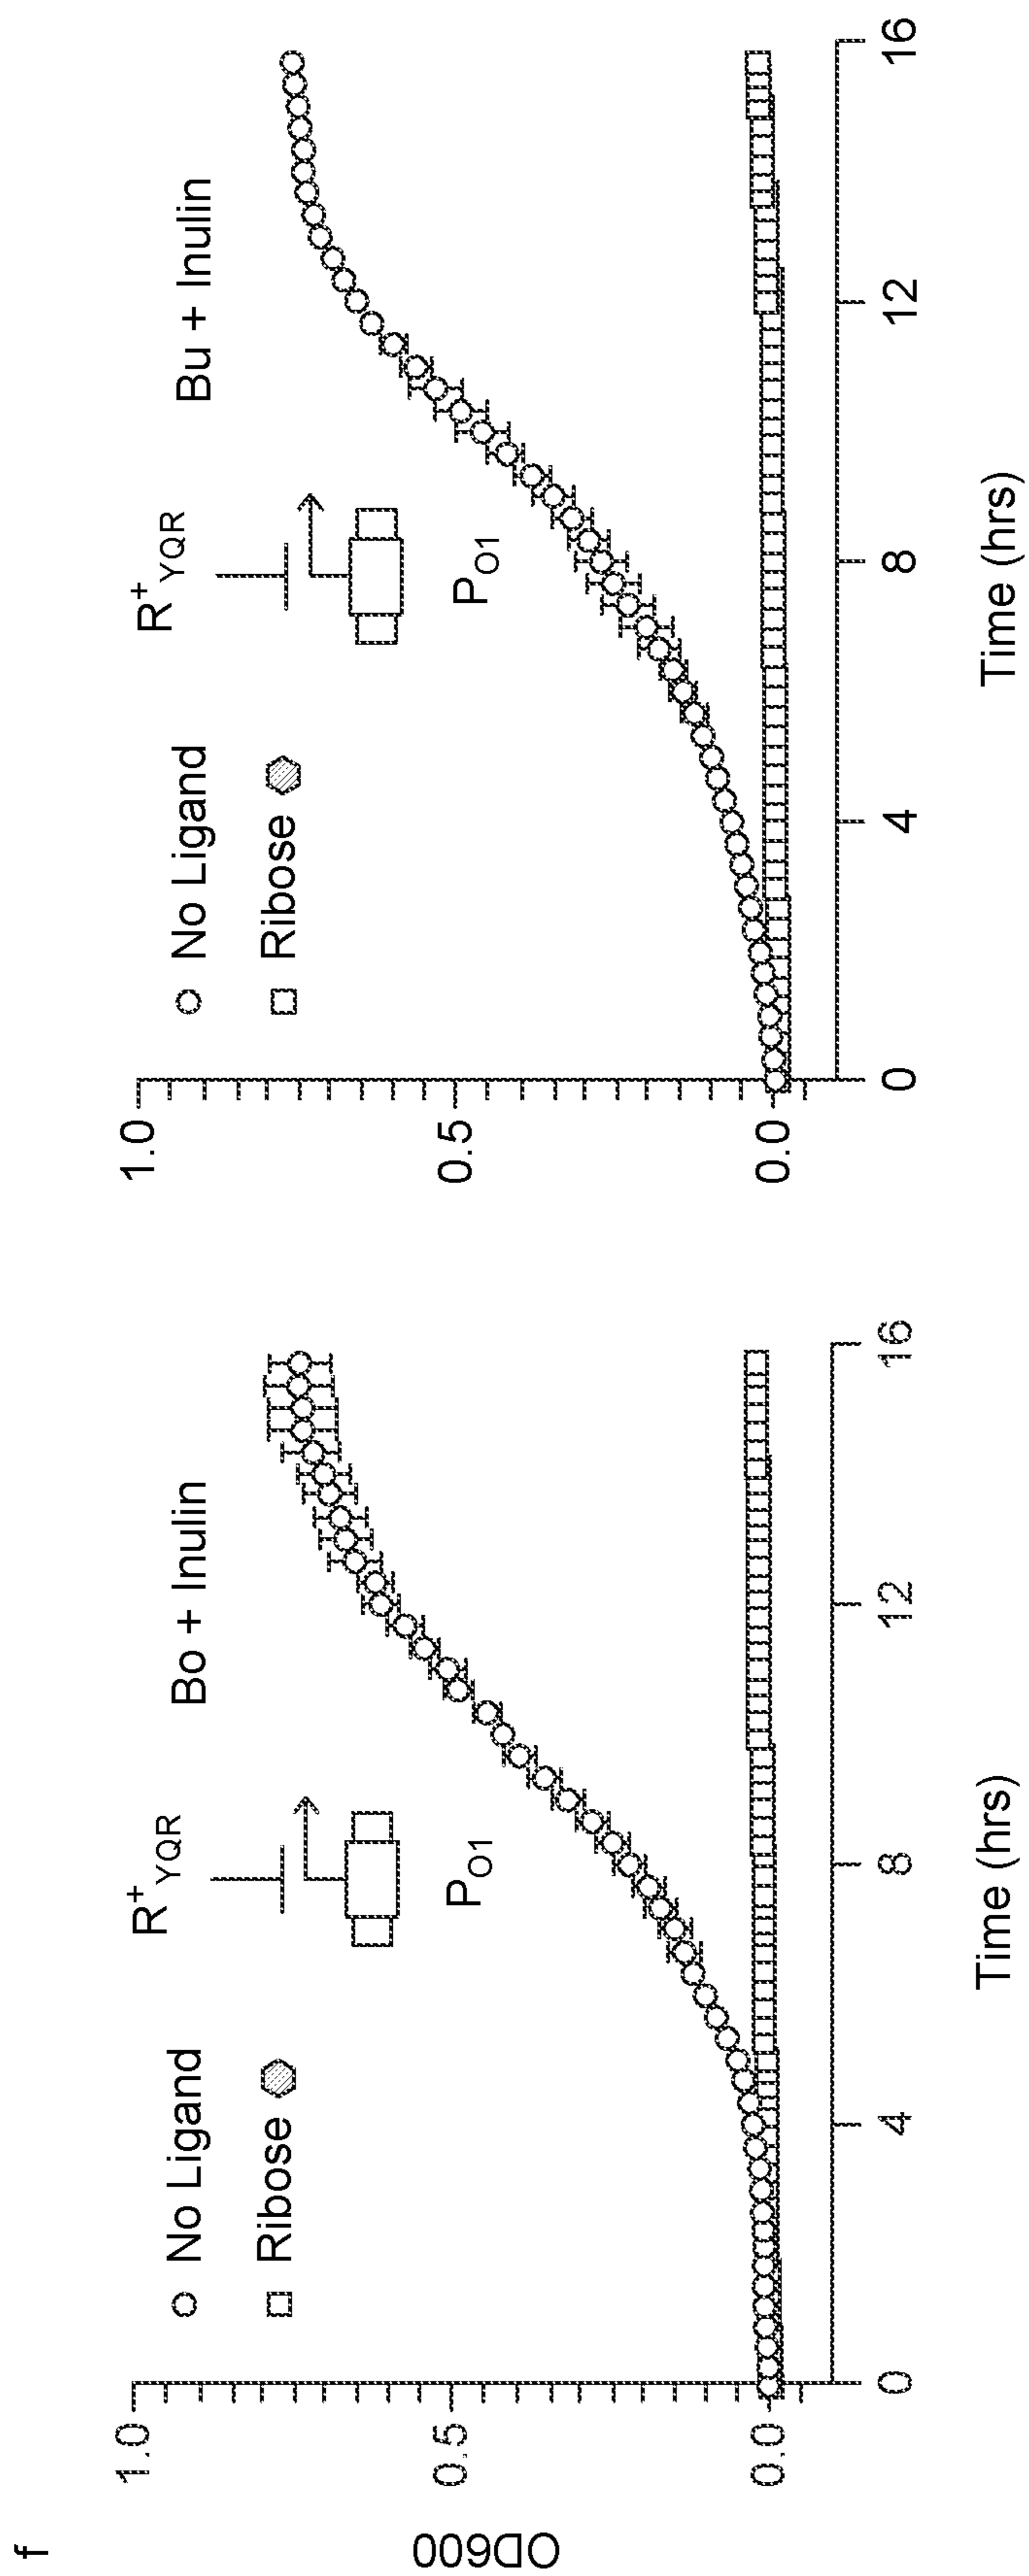 f
Bo + Inulin
No Ligand
Ribose
R⁺YQR
PO1
OD600
1.0
0.5
0.0
0 4 8 12 16
Time (hrs)
Bu + Inulin
No Ligand
Ribose
R⁺YQR
PO1
1.0
0.5
0.0
0 4 8 12 16
Time (hrs)